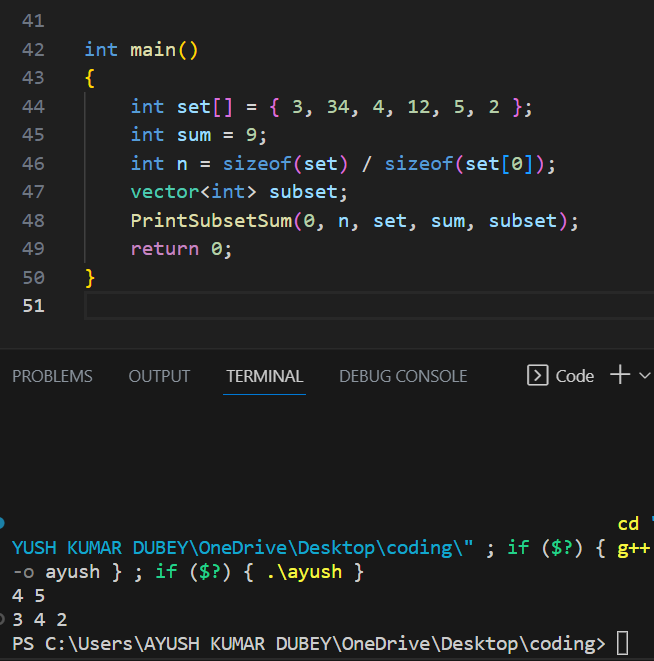 41
42 int main()
43 {
44 int set[] = { 3, 34, 4, 12, 5, 2 };
45 int sum = 9;
46 int n = sizeof(set) / sizeof(set[0]);
47 vector<int> subset;
48 PrintSubsetSum(0, n, set, sum, subset);
49 return 0;
50 }
51
PROBLEMS OUTPUT TERMINAL DEBUG CONSOLE Code
cd "
YUSH KUMAR DUBEY\OneDrive\Desktop\coding\" ; if ($?) { g++
-o ayush } ; if ($?) { .\ayush }
4 5
3 4 2
PS C:\Users\AYUSH KUMAR DUBEY\OneDrive\Desktop\coding>